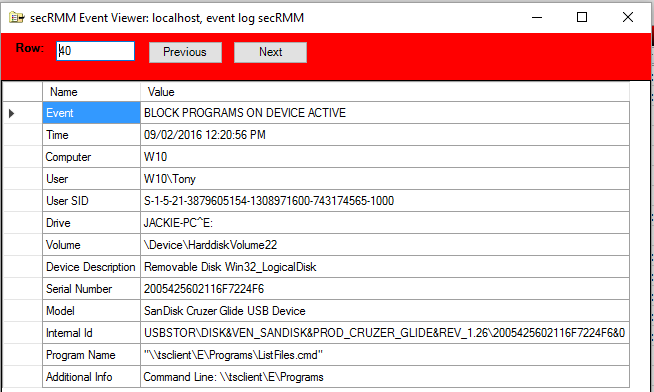 secRMM Event Viewer: localhost, event log secRMM
Row: 40 Previous Next
Name Value
Event BLOCK PROGRAMS ON DEVICE ACTIVE
Time 09/02/2016 12:20:56 PM
Computer W10
User W10\Tony
User SID S-1-5-21-3879605154-1308971600-743174565-1000
Drive JACKIE-PC^E:
Volume \Device\HarddiskVolume22
Device Description Removable Disk Win32_LogicalDisk
Serial Number 2005425602116F7224F6
Model SanDisk Cruzer Glide USB Device
Internal Id USBSTOR\DISK&VEN_SANDISK&PROD_CRUZER_GLIDE&REV_1.26\2005425602116F7224F6&0
Program Name "\\tsclient\E\Programs\ListFiles.cmd"
Additional Info Command Line: \\tsclient\E\Programs